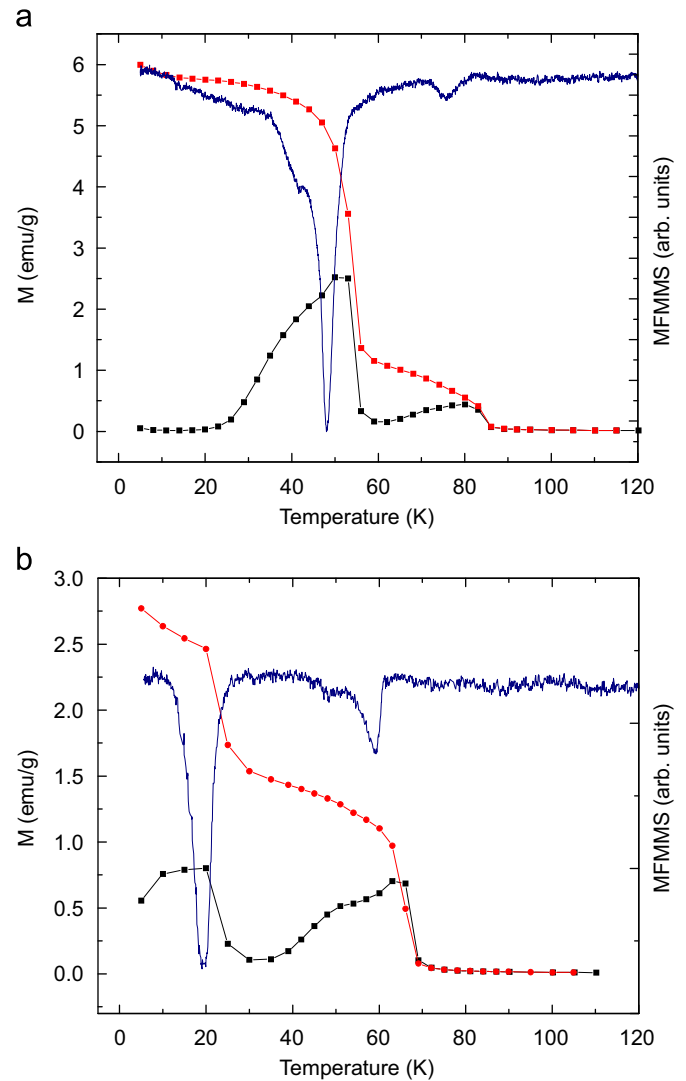 a
6
5
4
3
2
1
0
M (emu/g)
MFMMS (arb. units)
0 20 40 60 80 100 120
Temperature (K)
b
3.0
2.5
2.0
1.5
1.0
0.5
0.0
M (emu/g)
MFMMS (arb. units)
0 20 40 60 80 100 120
Temperature (K)